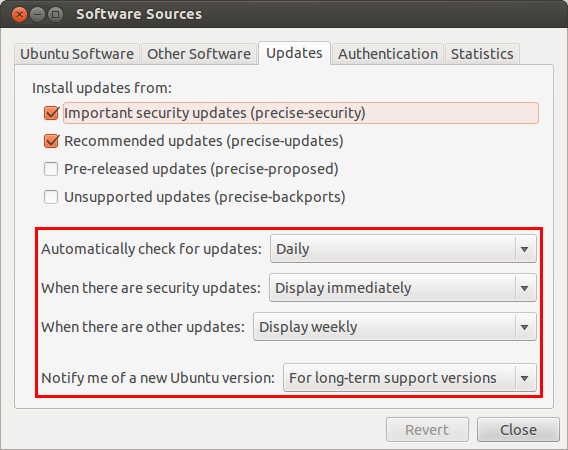 Software Sources
Ubuntu Software Other Software Updates Authentication Statistics
Install updates from:
Important security updates (precise-security)
Recommended updates (precise-updates)
Pre-released updates (precise-proposed)
Unsupported updates (precise-backports)
Automatically check for updates: Daily
When there are security updates: Display immediately
When there are other updates: Display weekly
Notify me of a new Ubuntu version: For long-term support versions
Revert Close